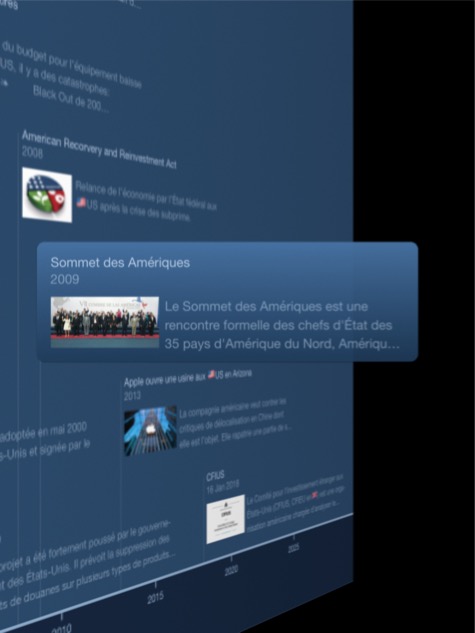 du budget pour l'équipement baisse
US, il y a des catastrophes:
Black Out de 200...
American Recorvery and Reinvestment Act
2008
Relance de l'économie par l'État fédéral aux
US après la crise des subprime.
Sommet des Amériques
2009
Le Sommet des Amériques est une
rencontre formelle des chefs d'État des
35 pays d'Amérique du Nord, Amériqu...
Apple ouvre une usine aux US en Arizona
2013
La compagnie américaine veut contrer les
critiques de délocalisation en Chine dont
elle est l'objet. Elle rapatrie une partie de s...
adoptée en mai 2000
s-Unis et signée par le
CFIUS
16 Jan 2018
Le Comité pour l'investissement étranger aux
États-Unis (CFIUS, CPIEU en
projet a été fortement poussé par le gouverne-
nt des États-Unis. Il prévoit la suppression des
ts de douanes sur plusieurs types de produits...
2010
2015
2020
2025